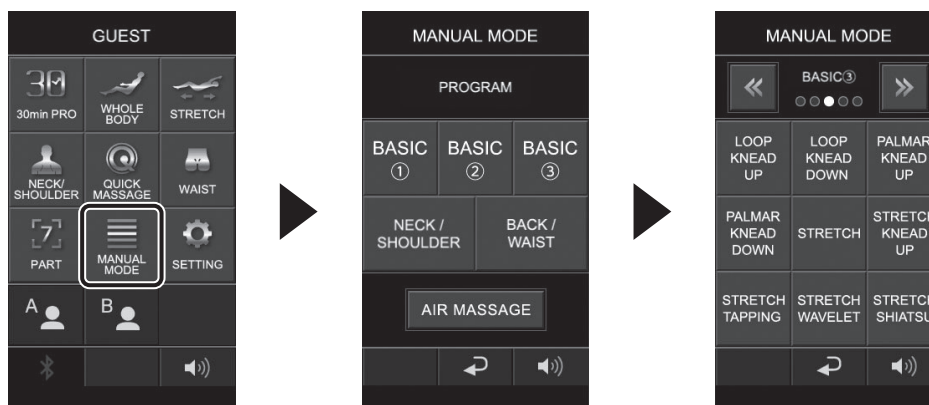 GUEST
30
30min PRO
WHOLE
BODY
STRETCH
NECK/
SHOULDER
QUICK
MASSAGE
WAIST
7
PART
MANUAL
MODE
SETTING
A
B
MANUAL MODE
PROGRAM
BASIC
①
BASIC
②
BASIC
③
NECK /
SHOULDER
BACK /
WAIST
AIR MASSAGE
MANUAL MODE
BASIC③
LOOP
KNEAD
UP
LOOP
KNEAD
DOWN
PALMAR
KNEAD
UP
PALMAR
KNEAD
DOWN
STRETCH
STRETCH
KNEAD
UP
STRETCH
TAPPING
STRETCH
WAVELET
STRETCH
SHIATSU